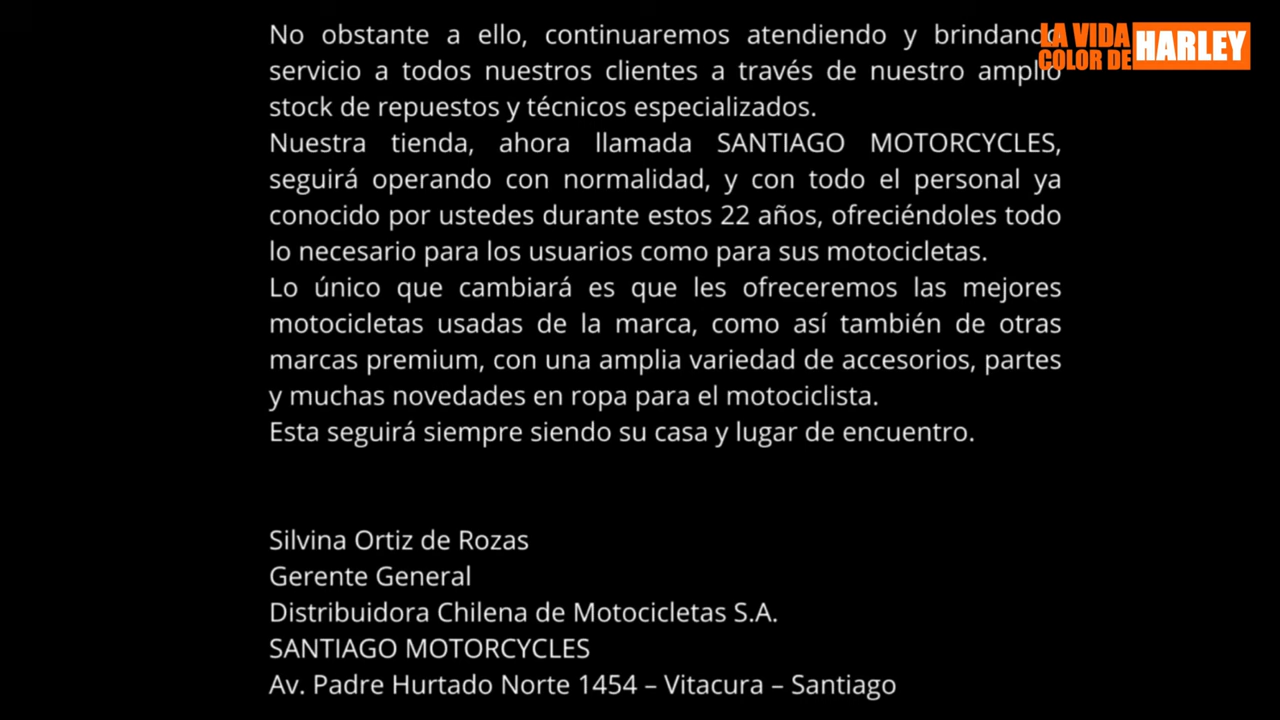 No obstante a ello, continuaremos atendiendo y brindando
servicio a todos nuestros clientes a través de nuestro amplio
stock de repuestos y técnicos especializados.
Nuestra tienda, ahora llamada SANTIAGO MOTORCYCLES,
seguirá operando con normalidad, y con todo el personal ya
conocido por ustedes durante estos 22 años, ofreciéndoles todo
lo necesario para los usuarios como para sus motocicletas.
Lo único que cambiará es que les ofreceremos las mejores
motocicletas usadas de la marca, como así también de otras
marcas premium, con una amplia variedad de accesorios, partes
y muchas novedades en ropa para el motociclista.
Esta seguirá siempre siendo su casa y lugar de encuentro.
Silvina Ortiz de Rozas
Gerente General
Distribuidora Chilena de Motocicletas S.A.
SANTIAGO MOTORCYCLES
Av. Padre Hurtado Norte 1454 – Vitacura – Santiago
LA VIDA
COLOR DE HARLEY